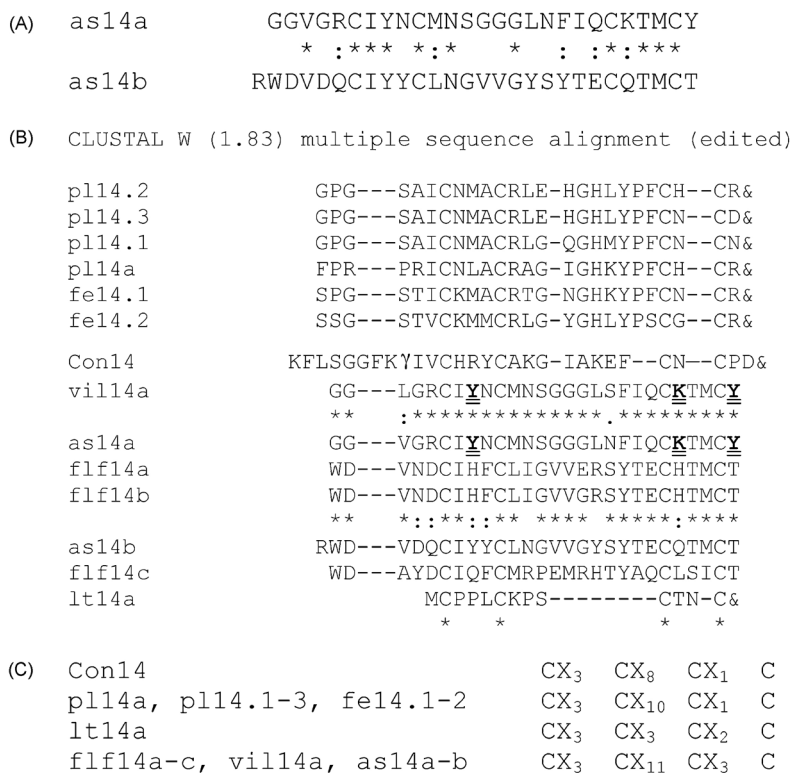 (A)
as14a GGVGRCIYNCMNSGGGLNFIQCKTMCY
* :*** *: * : :*:***
as14b RWDVDQCIYYCLNGVVGYSYTECQTMCT
(B) CLUSTAL W (1.83) multiple sequence alignment (edited)
pl14.2 GPG---SAICNMACRLE-HGHLYPFCH--CR&
pl14.3 GPG---SAICNMACRLE-HGHLYPFCN--CD&
pl14.1 GPG---SAICNMACRLG-QGHMYPFCN--CN&
pl14a FPR---PRICNLACRAG-IGHKYPFCH--CR&
fe14.1 SPG---STICKMACRTG-NGHKYPFCN--CR&
fe14.2 SSG---STVCKMMCRLG-YGHLYPSCG--CR&
Con14 KFLSGGFKγIVCHRYCAKG-IAKEF--CN—-CPD&
vil14a GG---LGRCIYNCMNSGGGLSFIQCKTMCY
** :***************.*********
as14a GG---VGRCIYNCMNSGGGLNFIQCKTMCY
flf14a WD---VNDCIHFCLIGVVERSYTECHTMCT
flf14b WD---VNDCIHFCLIGVVGRSYTECHTMCT
** *::**::** **** *****:****
as14b RWD---VDQCIYYCLNGVVGYSYTECQTMCT
flf14c WD---AYDCIQFCMRPEMRHTYAQCLSICT
lt14a MCPPLCKPS--------CTN-C&
* * * *
(C)
Con14 CX₃ CX₈ CX₁ C
pl14a, pl14.1-3, fe14.1-2 CX₃ CX₁₀ CX₁ C
lt14a CX₃ CX₃ CX₂ C
flf14a-c, vil14a, as14a-b CX₃ CX₁₁ CX₃ C